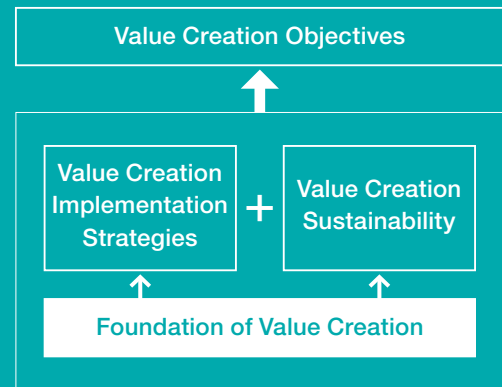 Value Creation Objectives
Value Creation
Implementation
Strategies
+
Value Creation
Sustainability
Foundation of Value Creation